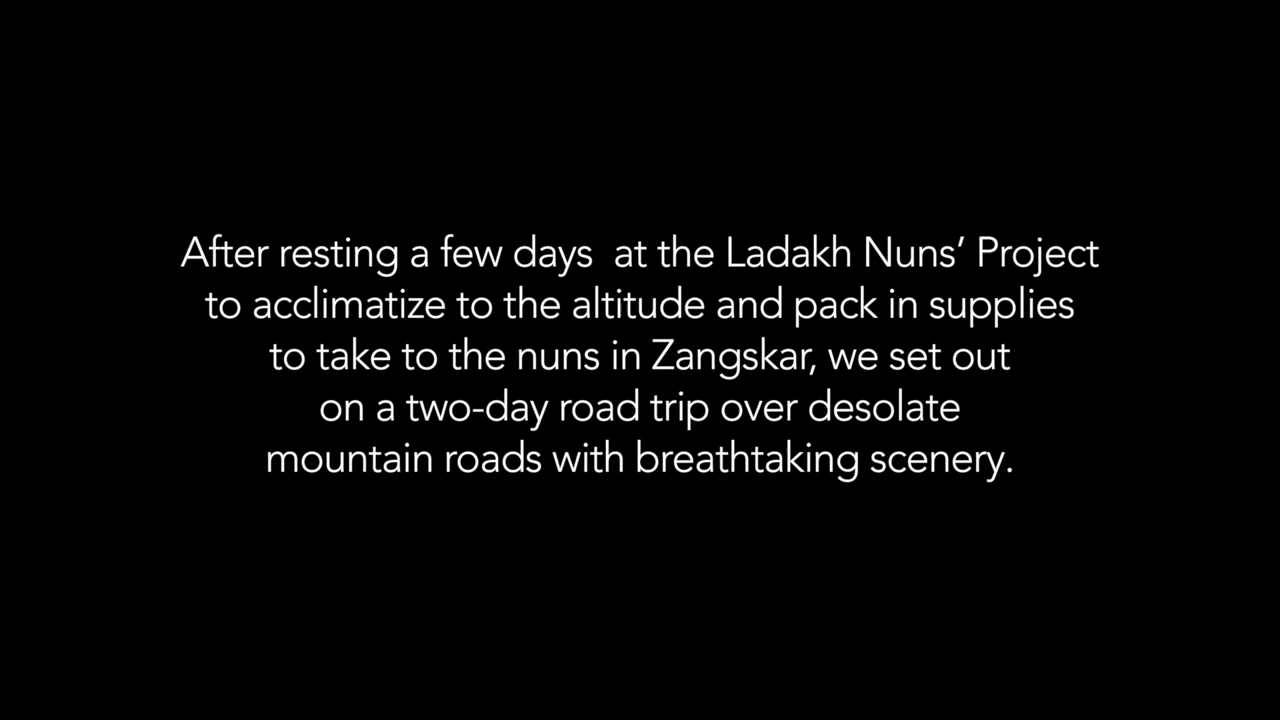 After resting a few days  at the Ladakh Nuns’ Project
to acclimatize to the altitude and pack in supplies
to take to the nuns in Zangskar, we set out
on a two-day road trip over desolate
mountain roads with breathtaking scenery.